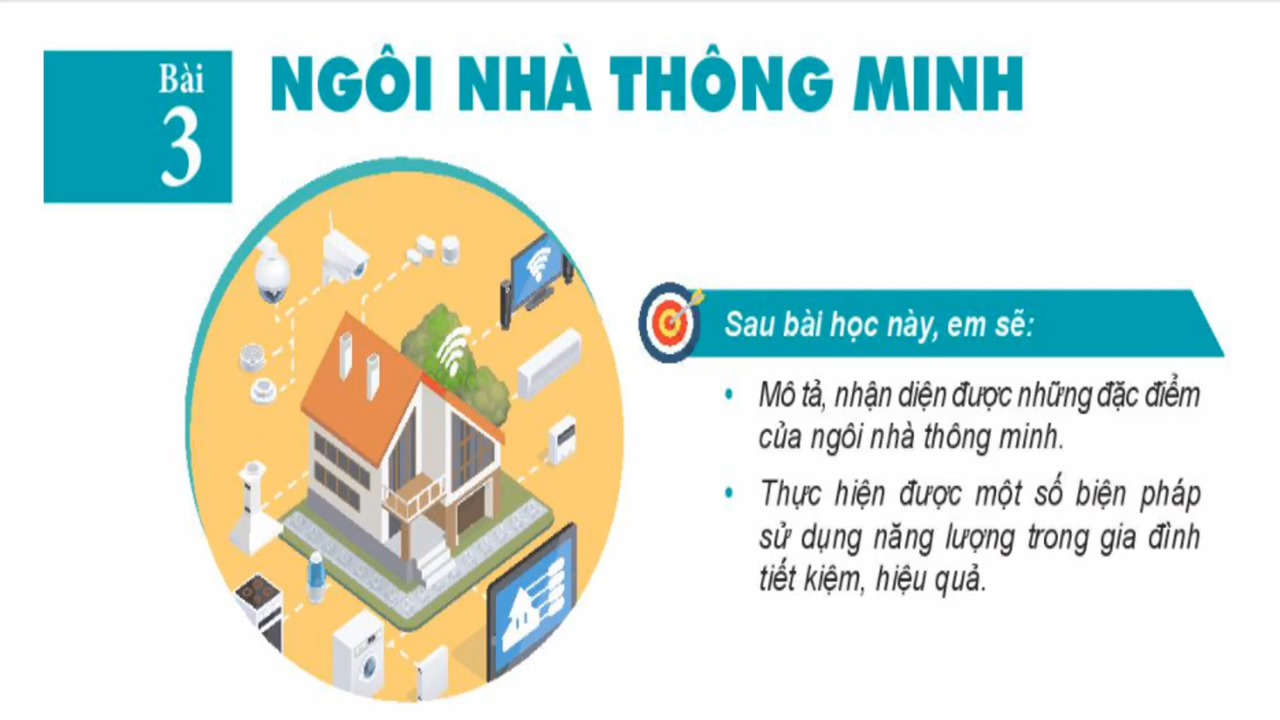 Bài
3
NGÔI NHÀ THÔNG MINH
Sau bài học này, em sẽ:
• Mô tả, nhận diện được những đặc điểm
của ngôi nhà thông minh.
• Thực hiện được một số biện pháp
sử dụng năng lượng trong gia đình
tiết kiệm, hiệu quả.